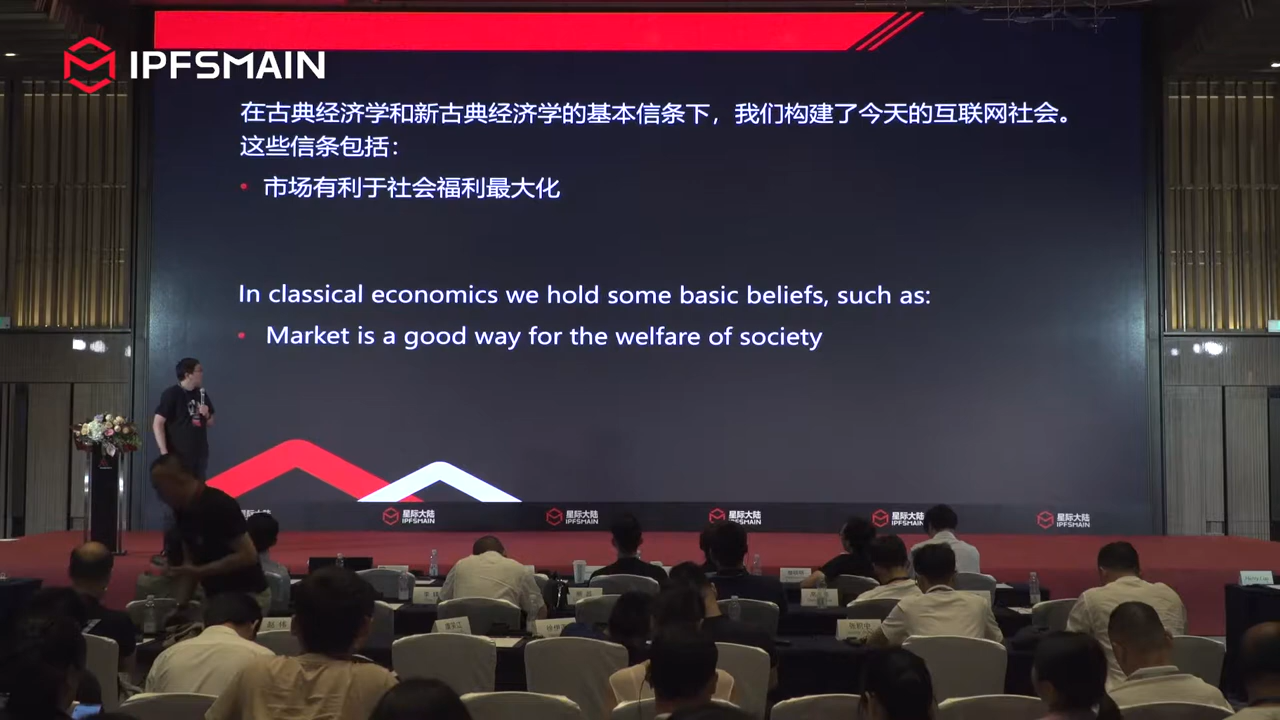 IPFSMAIN
在古典经济学和新古典经济学的基本信条下，我们构建了今天的互联网社会。
这些信条包括：
• 市场有利于社会福利最大化
In classical economics we hold some basic beliefs, such as:
• Market is a good way for the welfare of society
星际大陆
IPFSMAIN
星际大陆
IPFSMAIN
星际大陆
IPFSMAIN
星际大陆
IPFSMAIN
星际大陆
IPFSMAIN